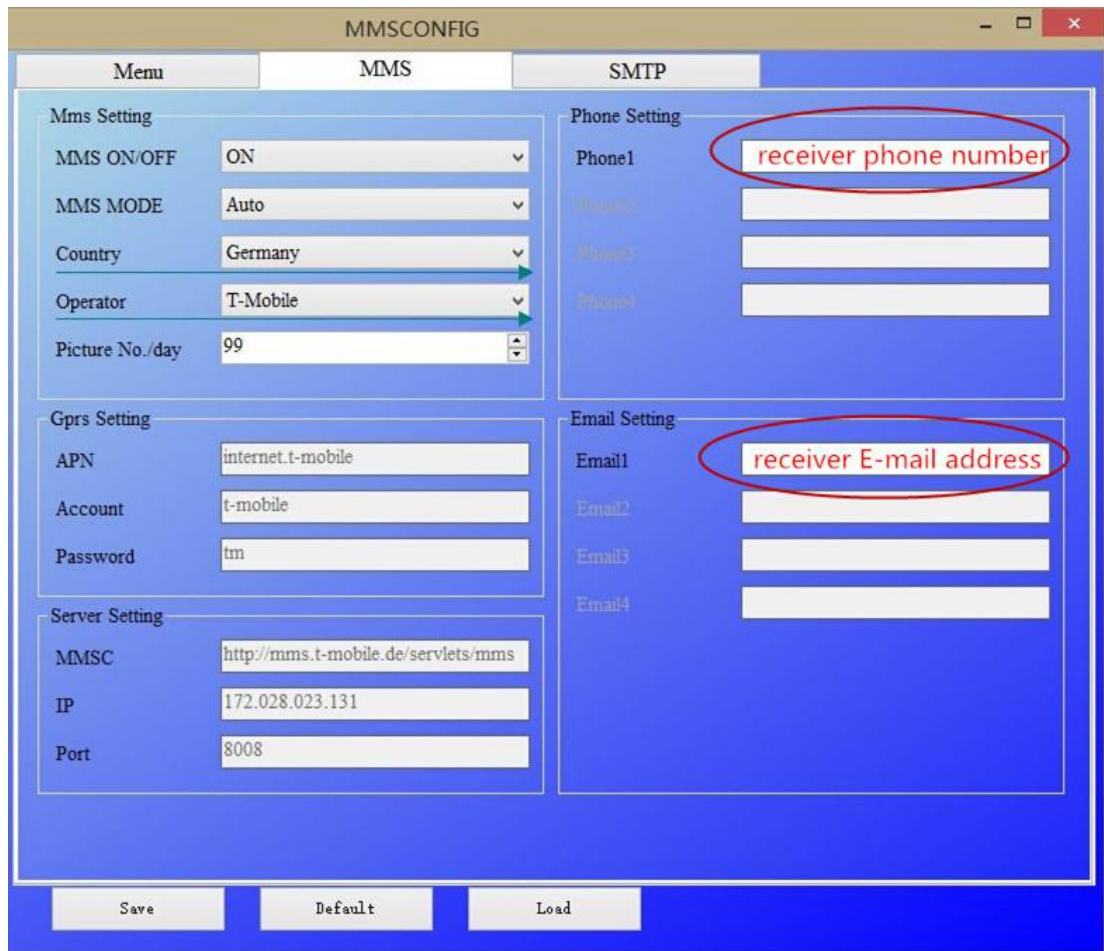 MMSCONFIG
Menu
MMS
SMTP
Mms Setting
MMS ON/OFF
ON
MMS MODE
Auto
Country
Germany
Operator
T-Mobile
Picture No./day
99
Gprs Setting
APN
internet.t-mobile
Account
t-mobile
Password
tm
Server Setting
MMSC
http://mms.t-mobile.de/servlets/mms
IP
172.028.023.131
Port
8008
Phone Setting
Phone1
receiver phone number
Phone2
Phone3
Phone4
Email Setting
Email1
receiver E-mail address
Email2
Email3
Email4
Save
Default
Load